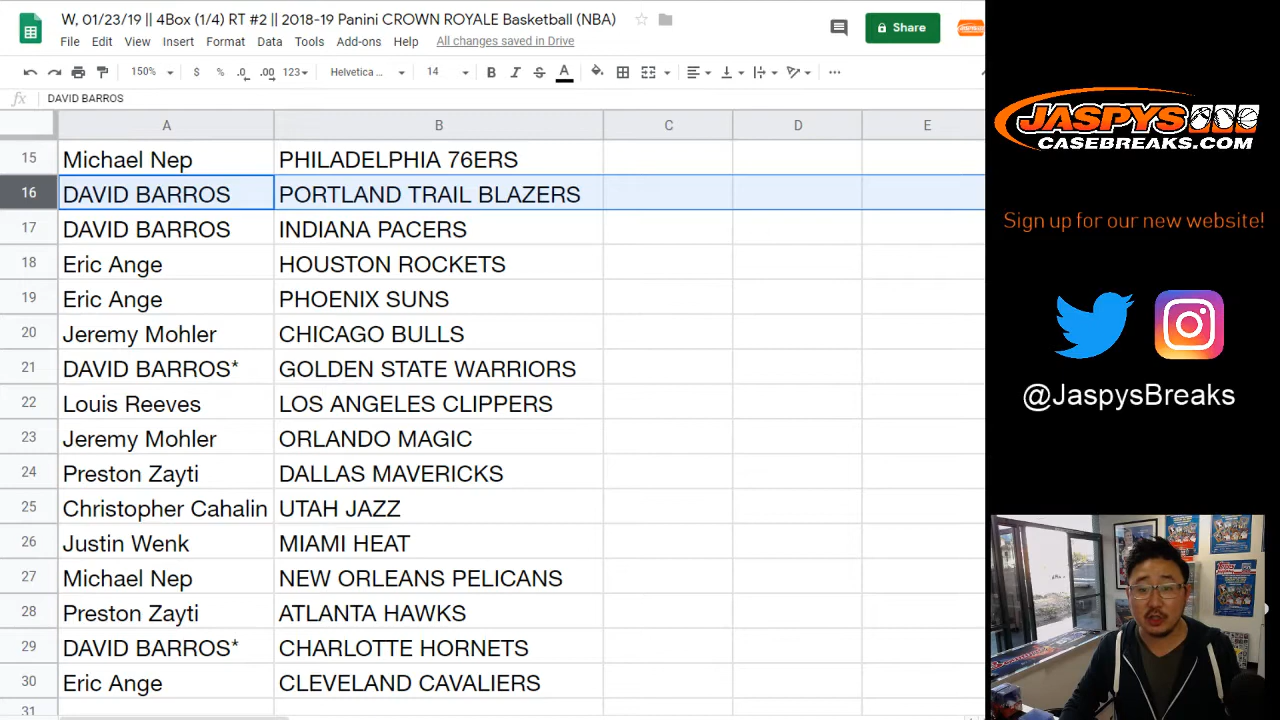 W, 01/23/19 || 4Box (1/4) RT #2 || 2018-19 Panini CROWN ROYALE Basketball (NBA)
File Edit View Insert Format Data Tools Add-ons Help All changes saved in Drive
Share
150% $ % .0 .00 123 Helvetica ... 14 B I S A
fx DAVID BARROS
A B C D E
15 Michael Nep PHILADELPHIA 76ERS
16 DAVID BARROS PORTLAND TRAIL BLAZERS
17 DAVID BARROS INDIANA PACERS
18 Eric Ange HOUSTON ROCKETS
19 Eric Ange PHOENIX SUNS
20 Jeremy Mohler CHICAGO BULLS
21 DAVID BARROS* GOLDEN STATE WARRIORS
22 Louis Reeves LOS ANGELES CLIPPERS
23 Jeremy Mohler ORLANDO MAGIC
24 Preston Zayti DALLAS MAVERICKS
25 Christopher Cahalin UTAH JAZZ
26 Justin Wenk MIAMI HEAT
27 Michael Nep NEW ORLEANS PELICANS
28 Preston Zayti ATLANTA HAWKS
29 DAVID BARROS* CHARLOTTE HORNETS
30 Eric Ange CLEVELAND CAVALIERS
31
JASPYS
CASEBREAKS.COM
Sign up for our new website!
@JaspysBreaks